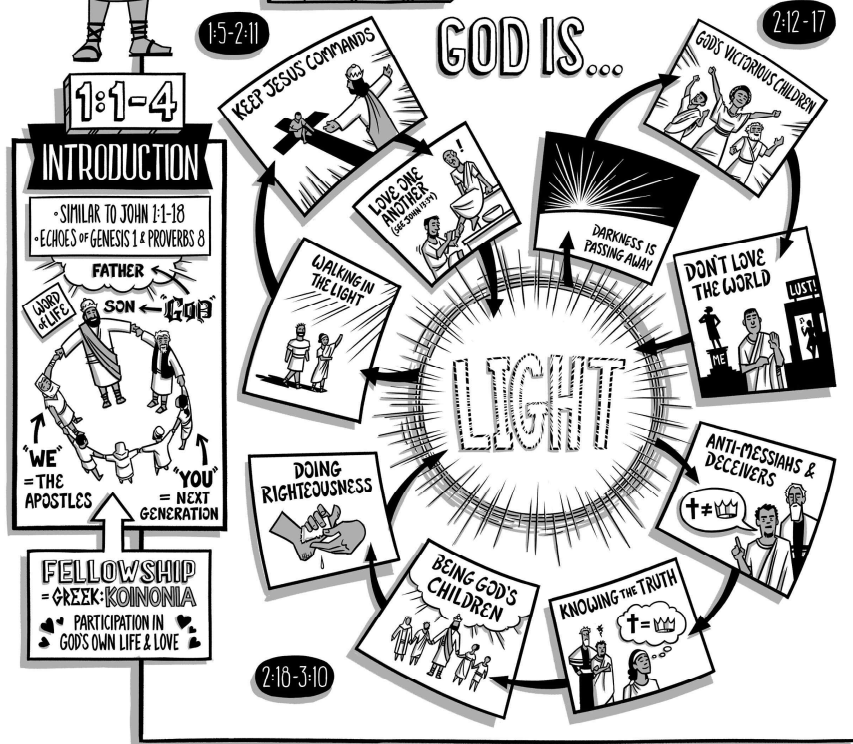 1:1-4
INTRODUCTION
•SIMILAR TO JOHN 1:1-18
•ECHOES OF GENESIS 1 & PROVERBS 8
FATHER
WORD
OF LIFE
SON
"GOD"
"WE"
= THE
APOSTLES
"YOU"
= NEXT
GENERATION
FELLOWSHIP
= GREEK: KOINONIA
PARTICIPATION IN
GOD'S OWN LIFE & LOVE
GOD IS...
LIGHT
1:5-2:11
WALKING IN
THE LIGHT
KEEP JESUS' COMMANDS
LOVE ONE
ANOTHER
(SEE JOHN 13:34)
!
2:12-17
DARKNESS IS
PASSING AWAY
GOD'S VICTORIOUS CHILDREN
DON'T LOVE
THE WORLD
LUST!
ME
2:18-3:10
ANTI-MESSIAHS &
DECEIVERS
≠
KNOWING THE TRUTH
=
BEING GOD'S
CHILDREN
DOING
RIGHTEOUSNESS